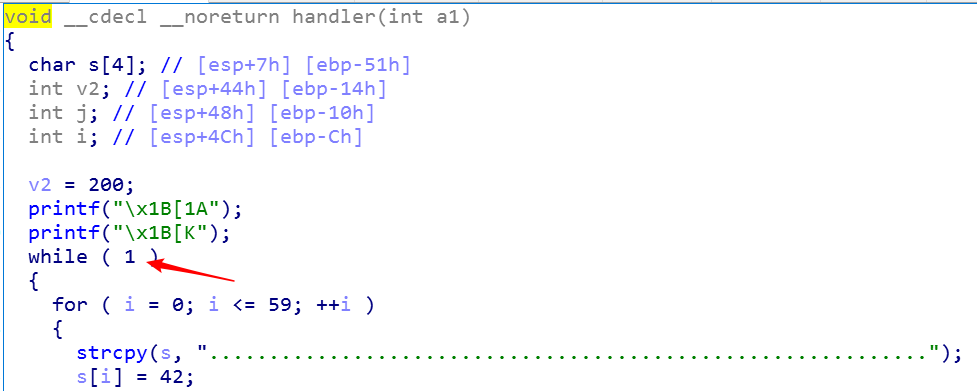 void __cdecl __noreturn handler(int a1)
{
char s[4]; // [esp+7h] [ebp-51h]
int v2; // [esp+44h] [ebp-14h]
int j; // [esp+48h] [ebp-10h]
int i; // [esp+4Ch] [ebp-Ch]
v2 = 200;
printf("\x1B[1A");
printf("\x1B[K");
while ( 1 )
{
for ( i = 0; i <= 59; ++i )
{
strcpy(s, "............................................................");
s[i] = 42;